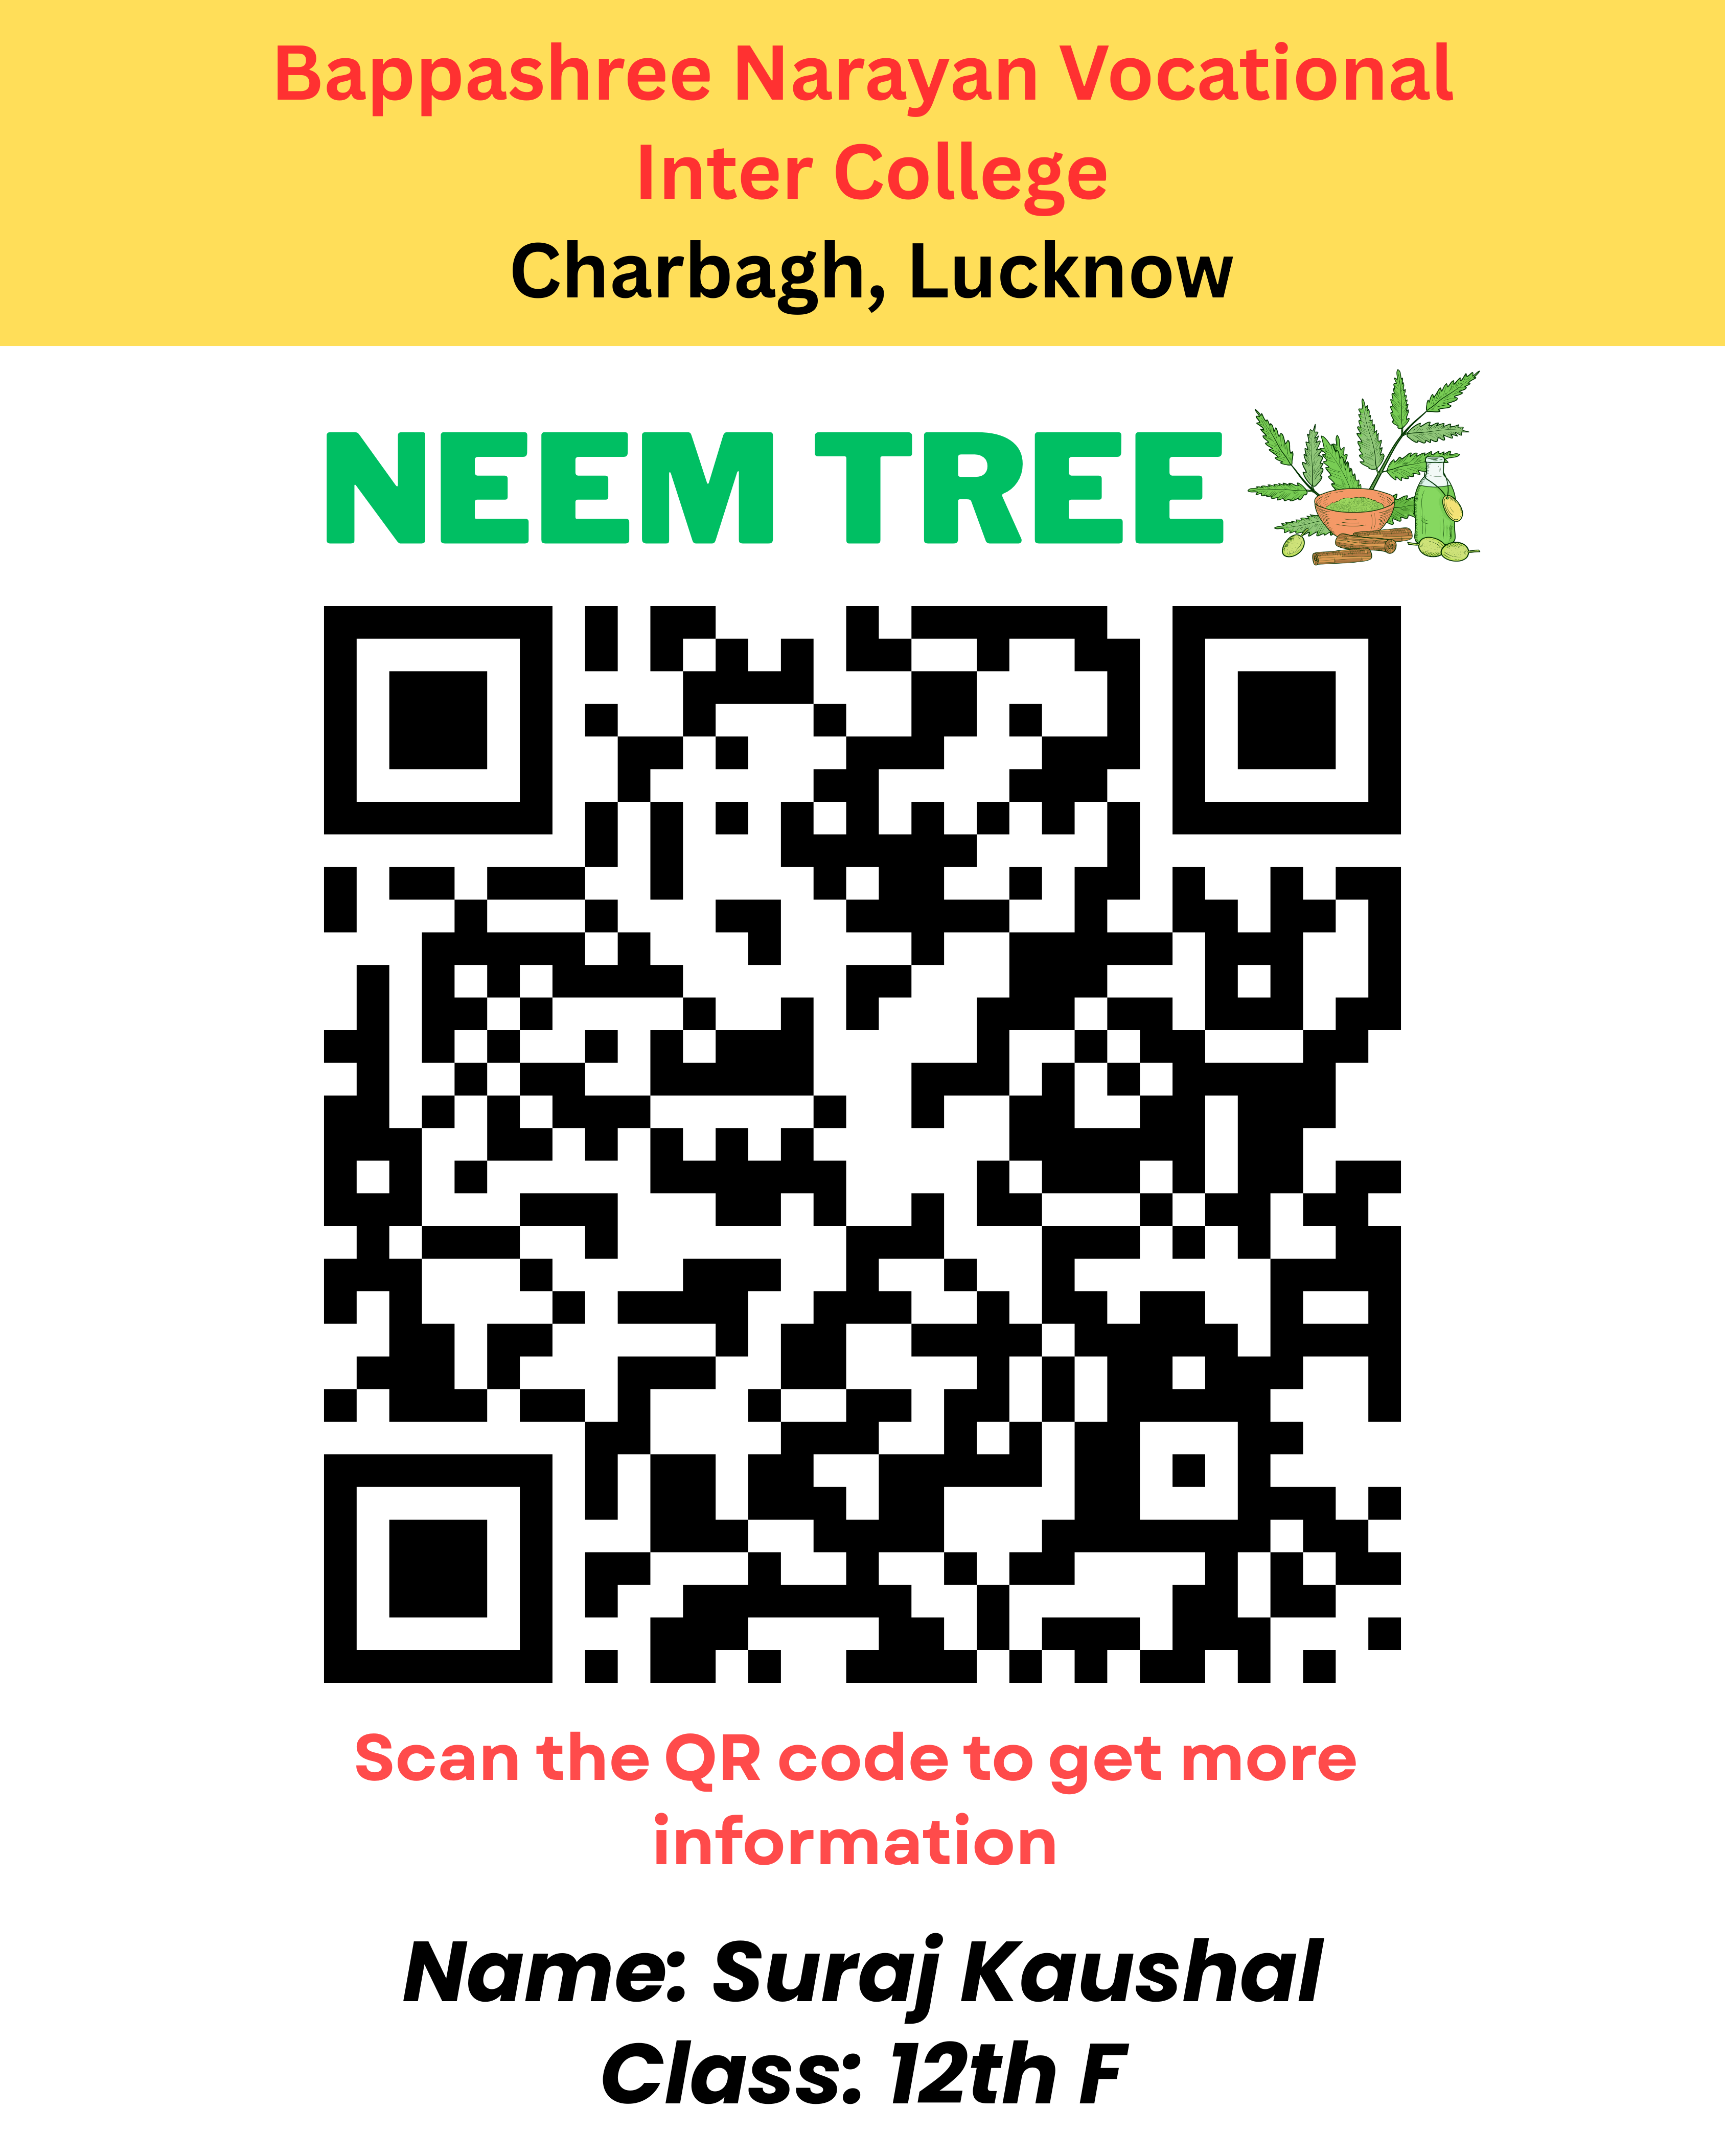 Bappashree Narayan Vocational
Inter College
Charbagh, Lucknow
NEEM TREE
Scan the QR code to get more
information
Name: Suraj Kaushal
Class: 12th F